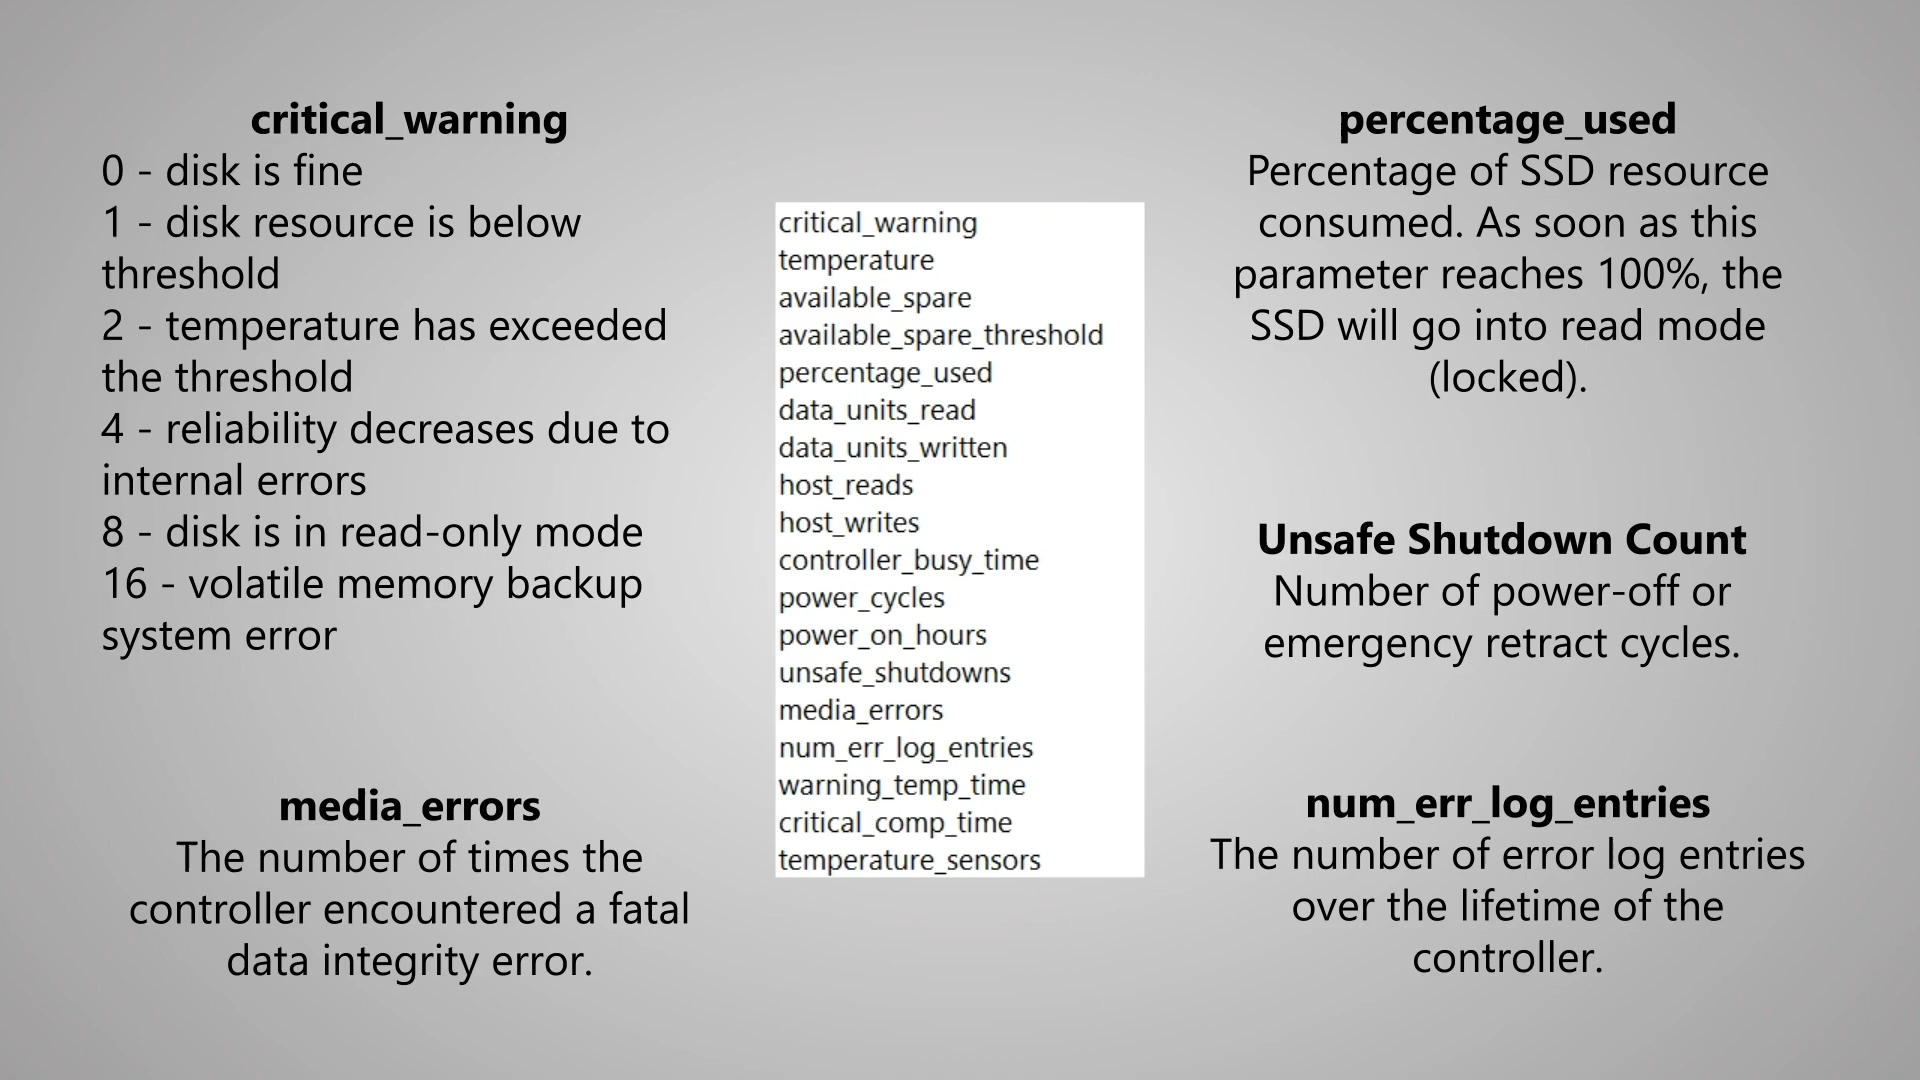 critical_warning
0 - disk is fine
1 - disk resource is below
threshold
2 - temperature has exceeded
the threshold
4 - reliability decreases due to
internal errors
8 - disk is in read-only mode
16 - volatile memory backup
system error
media_errors
The number of times the
controller encountered a fatal
data integrity error.
critical_warning
temperature
available_spare
available_spare_threshold
percentage_used
data_units_read
data_units_written
host_reads
host_writes
controller_busy_time
power_cycles
power_on_hours
unsafe_shutdowns
media_errors
num_err_log_entries
warning_temp_time
critical_comp_time
temperature_sensors
percentage_used
Percentage of SSD resource
consumed. As soon as this
parameter reaches 100%, the
SSD will go into read mode
(locked).
Unsafe Shutdown Count
Number of power-off or
emergency retract cycles.
num_err_log_entries
The number of error log entries
over the lifetime of the
controller.